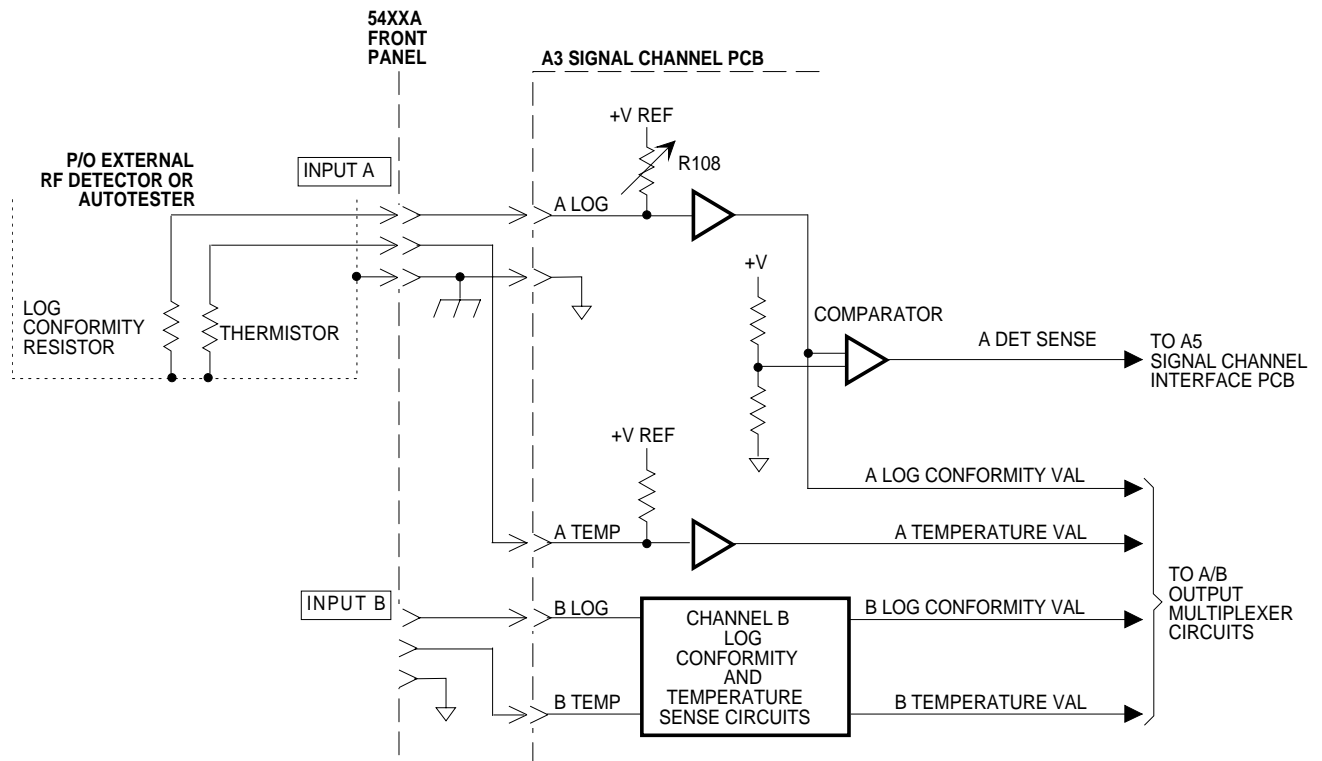 54XXA
FRONT
PANEL
A3 SIGNAL CHANNEL PCB
+V REF
R108
P/O EXTERNAL
RF DETECTOR OR
AUTOTESTER
INPUT A
A LOG
+V
COMPARATOR
LOG
CONFORMITY
RESISTOR
THERMISTOR
A DET SENSE
TO A5
SIGNAL CHANNEL
INTERFACE PCB
+V REF
A LOG CONFORMITY VAL
A TEMP
A TEMPERATURE VAL
INPUT B
B LOG
CHANNEL B
LOG
CONFORMITY
AND
TEMPERATURE
SENSE CIRCUITS
B LOG CONFORMITY VAL
TO A/B
OUTPUT
MULTIPLEXER
CIRCUITS
B TEMP
B TEMPERATURE VAL